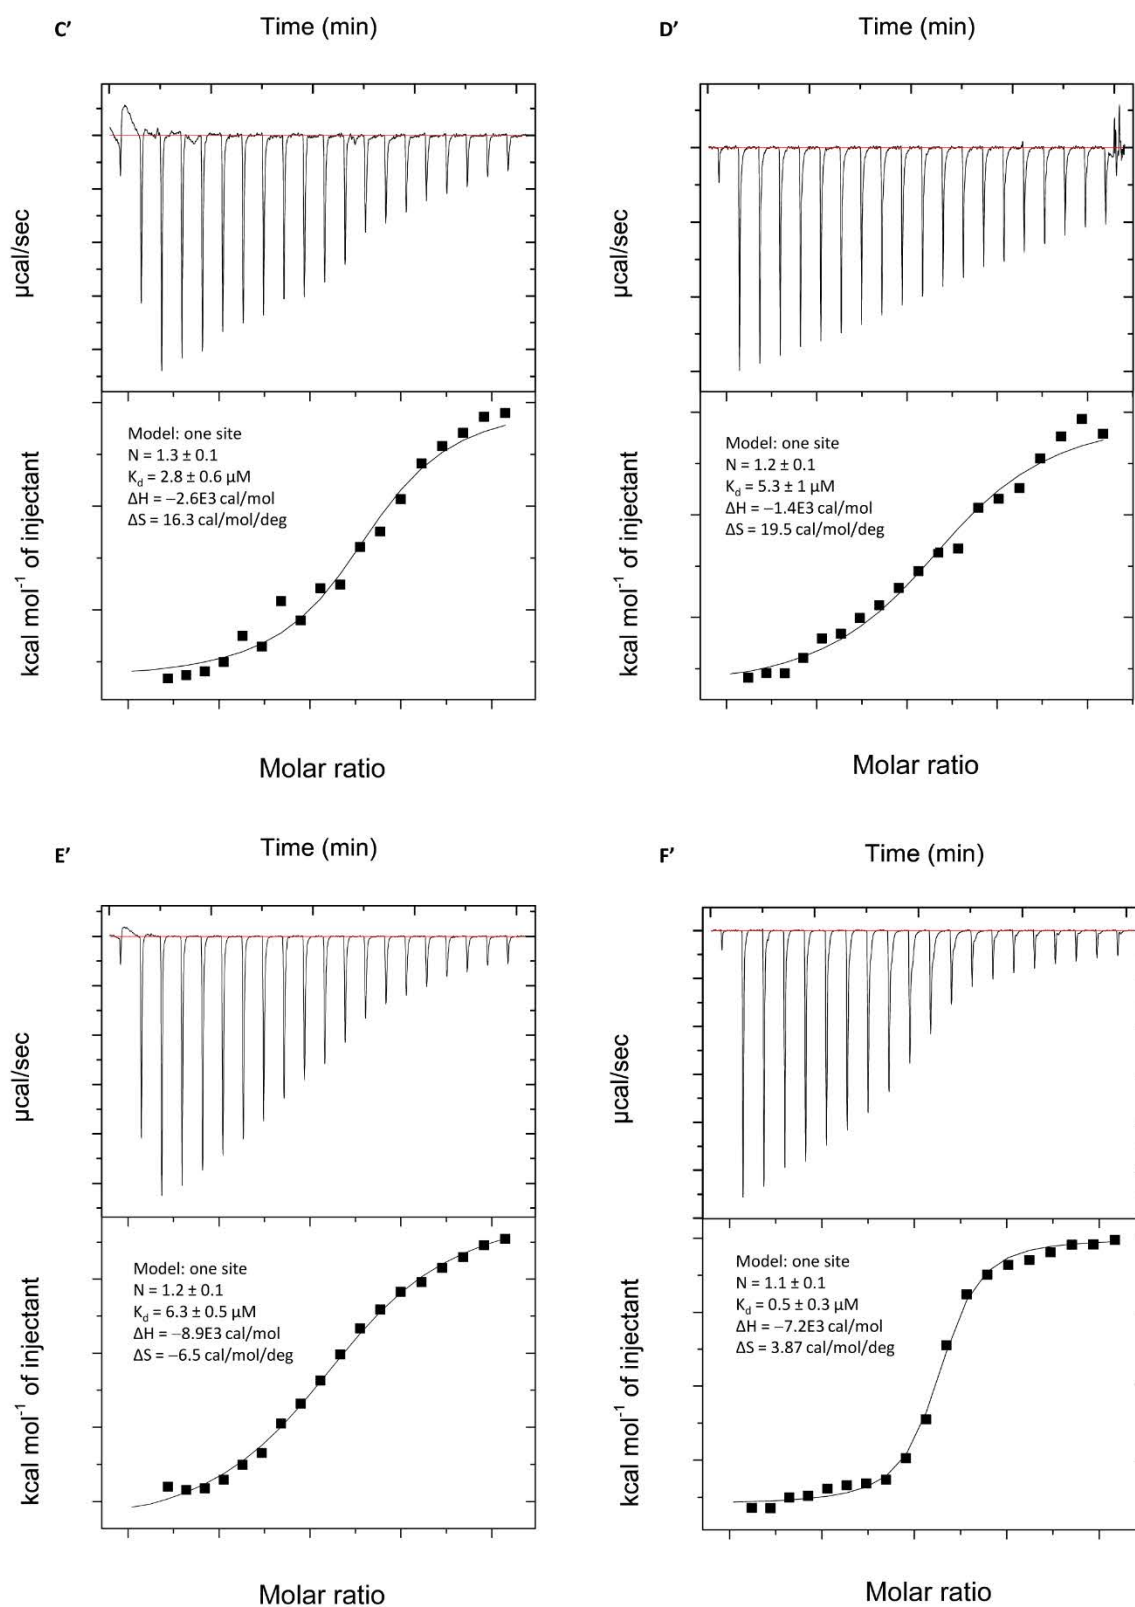 C’
Time (min)
µcal/sec
Model: one site
N = 1.3 ± 0.1
Kd = 2.8 ± 0.6 µM
ΔH = −2.6E3 cal/mol
ΔS = 16.3 cal/mol/deg
kcal mol⁻¹ of injectant
Molar ratio
D’
Time (min)
µcal/sec
Model: one site
N = 1.2 ± 0.1
Kd = 5.3 ± 1 µM
ΔH = −1.4E3 cal/mol
ΔS = 19.5 cal/mol/deg
kcal mol⁻¹ of injectant
Molar ratio
E’
Time (min)
µcal/sec
Model: one site
N = 1.2 ± 0.1
Kd = 6.3 ± 0.5 µM
ΔH = −8.9E3 cal/mol
ΔS = −6.5 cal/mol/deg
kcal mol⁻¹ of injectant
Molar ratio
F’
Time (min)
µcal/sec
Model: one site
N = 1.1 ± 0.1
Kd = 0.5 ± 0.3 µM
ΔH = −7.2E3 cal/mol
ΔS = 3.87 cal/mol/deg
kcal mol⁻¹ of injectant
Molar ratio